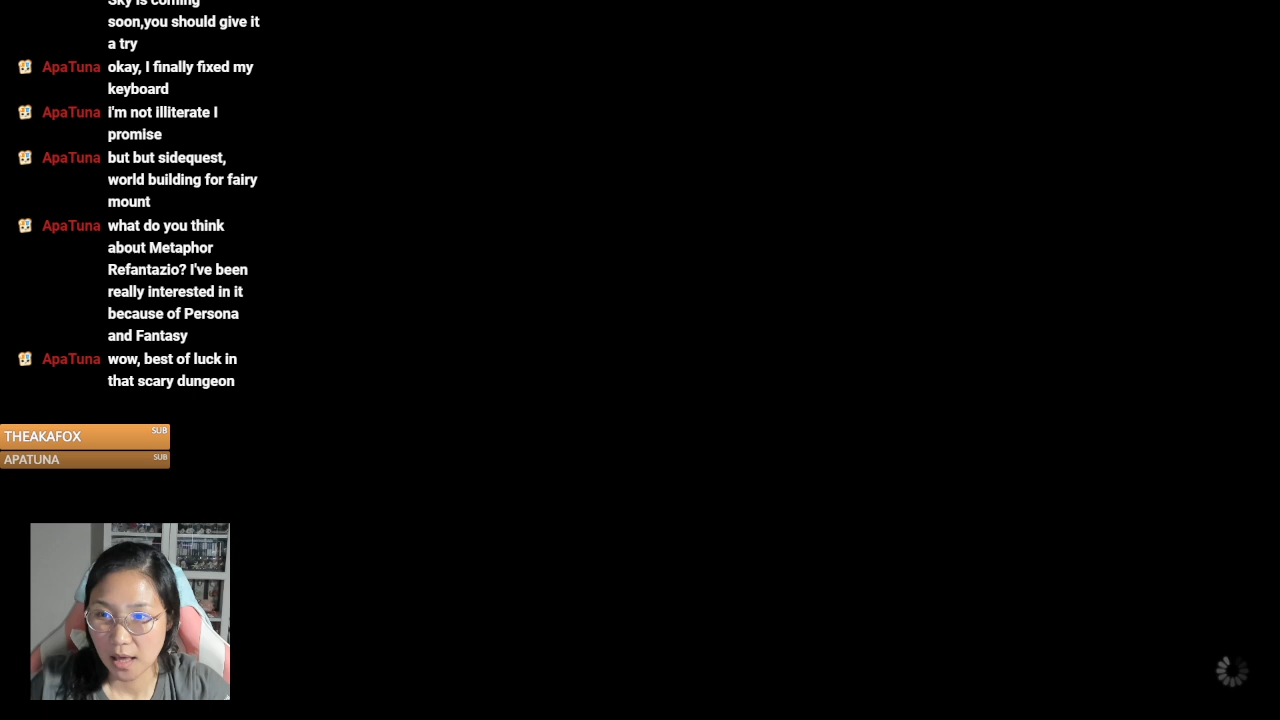 Sky is coming
soon,you should give it
a try
ApaTuna okay, I finally fixed my
keyboard
ApaTuna i'm not illiterate I
promise
ApaTuna but but sidequest,
world building for fairy
mount
ApaTuna what do you think
about Metaphor
Refantazio? I've been
really interested in it
because of Persona
and Fantasy
ApaTuna wow, best of luck in
that scary dungeon
THEAKAFOX SUB
APATUNA SUB